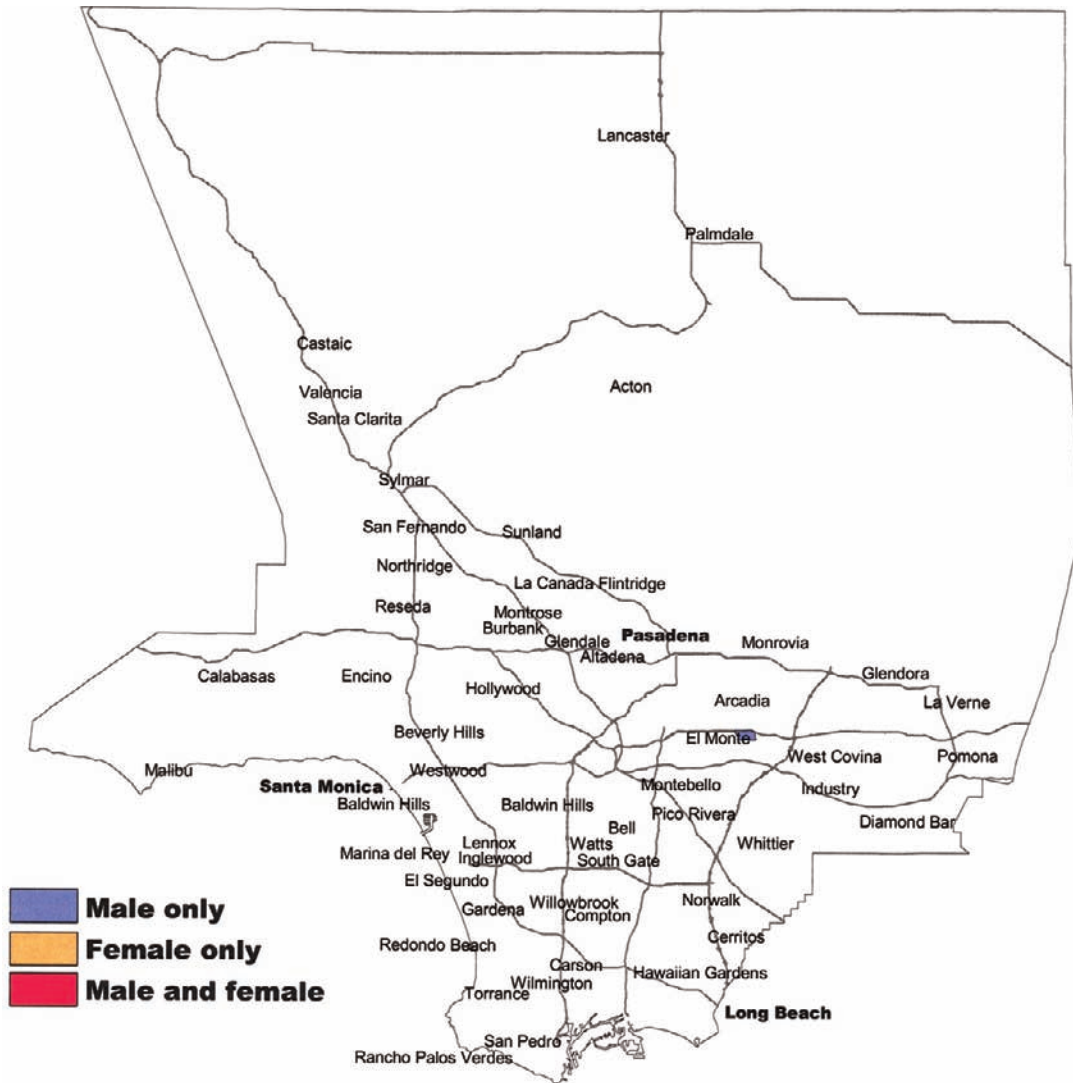 Lancaster
Palmdale
Castaic
Acton
Valencia
Santa Clarita
Sylmar
San Fernando
Sunland
Northridge
La Canada Flintridge
Reseda
Montrose
Burbank
Glendale
Pasadena
Monrovia
Altadena
Calabasas
Encino
Hollywood
Glendora
Arcadia
La Verne
Beverly Hills
El Monte
West Covina
Pomona
Malibu
Westwood
Santa Monica
Montebello
Industry
Baldwin Hills
Baldwin Hills
Pico Rivera
Diamond Bar
Bell
Watts
Whittier
Marina del Rey
Lennox
Inglewood
South Gate
El Segundo
Gardena
Willowbrook
Compton
Norwalk
Redondo Beach
Cerritos
Carson
Hawaiian Gardens
Wilmington
Torrance
Long Beach
San Pedro
Rancho Palos Verdes
Male only
Female only
Male and female